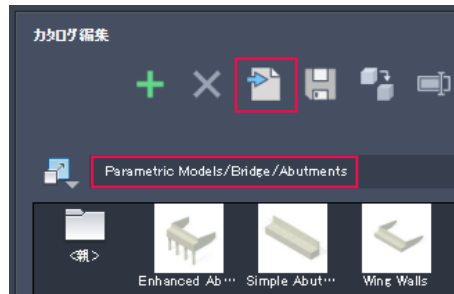 カタログ編集
Parametric Models/Bridge/Abutments
<親>
Enhanced Ab… Simple Abut… Wing Walls